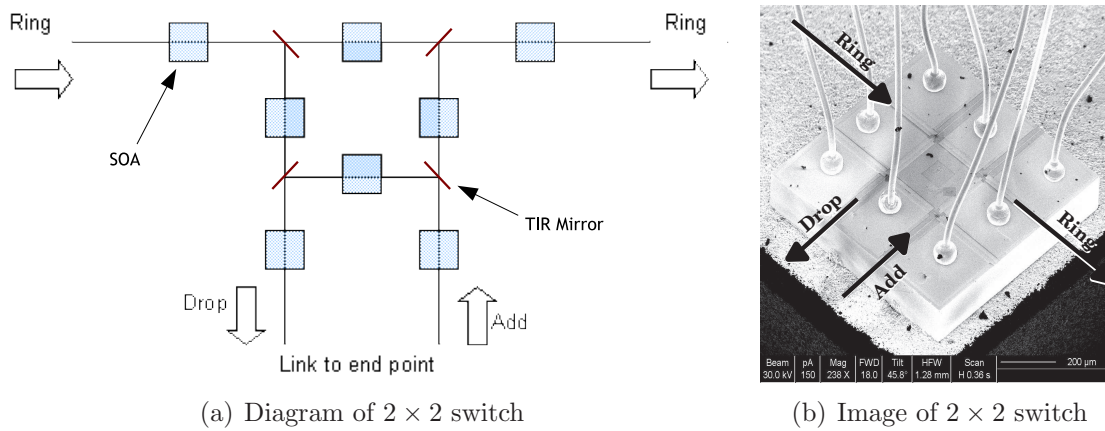 Ring
Ring
SOA
TIR Mirror
Drop
Add
Link to end point
(a) Diagram of 2 × 2 switch
Ring
Drop
Add
Ring
Beam pA Mag FWD Tilt HFW Scan 200 µm
30.0 kV 150 238 X 18.0 45.8° 1.28 mm H 0.36 s
(b) Image of 2 × 2 switch